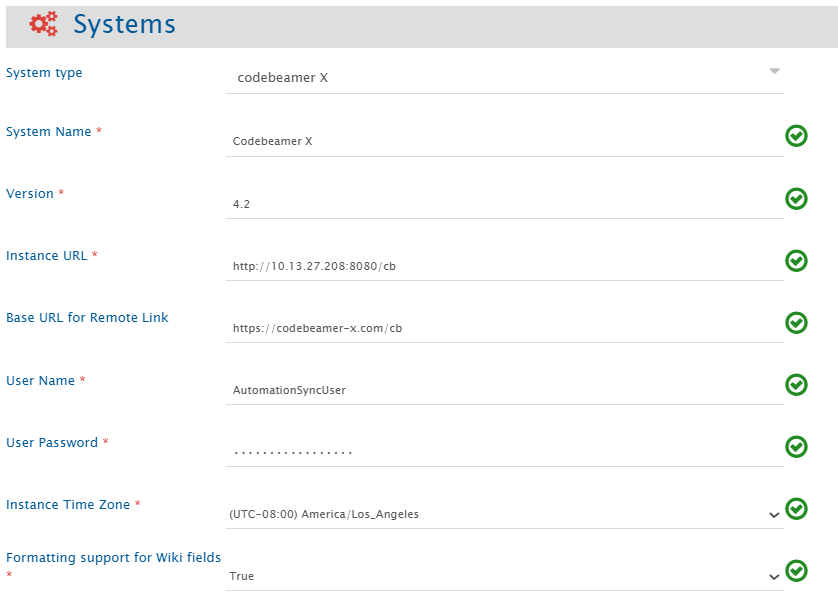 Systems
System type
codebeamer X
System Name *
Codebeamer X
Version *
4.2
Instance URL *
http://10.13.27.208:8080/cb
Base URL for Remote Link
https://codebeamer-x.com/cb
User Name *
AutomationSyncUser
User Password *
.................
Instance Time Zone *
(UTC-08:00) America/Los_Angeles
Formatting support for Wiki fields
*
True